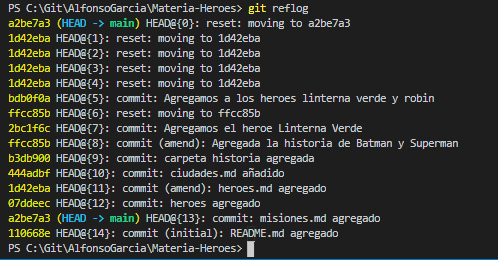 PS C:\Git\AlfonsoGarcia\Materia-Heroes> git reflog
a2be7a3 (HEAD -> main) HEAD@{0}: reset: moving to a2be7a3
1d42eba HEAD@{1}: reset: moving to 1d42eba
1d42eba HEAD@{2}: reset: moving to 1d42eba
1d42eba HEAD@{3}: reset: moving to 1d42eba
1d42eba HEAD@{4}: reset: moving to 1d42eba
bdb0f0a HEAD@{5}: commit: Agregamos a los heroes linterna verde y robin
ffcc85b HEAD@{6}: reset: moving to ffcc85b
2bc1f6c HEAD@{7}: commit: Agregamos el heroe Linterna Verde
ffcc85b HEAD@{8}: commit (amend): Agregada la historia de Batman y Superman
b3db900 HEAD@{9}: commit: carpeta historia agregada
444adbf HEAD@{10}: commit: ciudades.md añadido
1d42eba HEAD@{11}: commit (amend): heroes.md agregado
07ddeec HEAD@{12}: commit: heroes agregado
a2be7a3 (HEAD -> main) HEAD@{13}: commit: misiones.md agregado
110668e HEAD@{14}: commit (initial): README.md agregado
PS C:\Git\AlfonsoGarcia\Materia-Heroes>